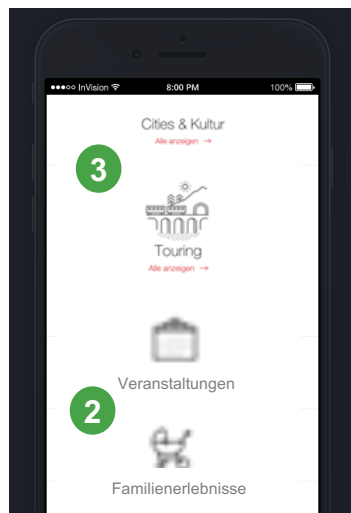 ●●●●○ InVision 8:00 PM 100%
Cities & Kultur
Alle anzeigen →
3
Touring
Alle anzeigen →
Veranstaltungen
2
Familienerlebnisse